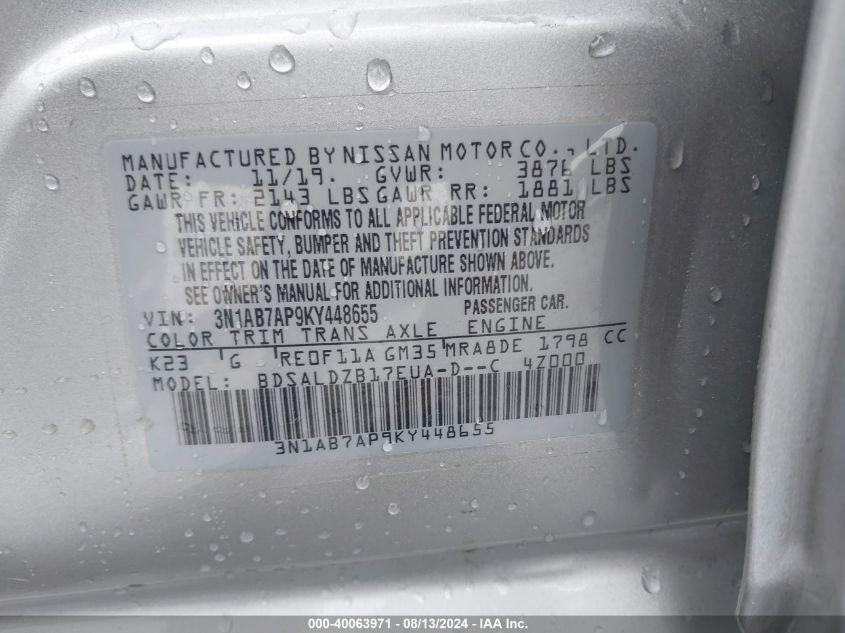 MANUFACTURED BY NISSAN MOTOR CO., LTD.
DATE: 11/19. GVWR: 3876 LBS
GAWR FR: 2143 LBS GAWR RR: 1881 LBS
THIS VEHICLE CONFORMS TO ALL APPLICABLE FEDERAL MOTOR
VEHICLE SAFETY, BUMPER AND THEFT PREVENTION STANDARDS
IN EFFECT ON THE DATE OF MANUFACTURE SHOWN ABOVE.
SEE OWNER'S MANUAL FOR ADDITIONAL INFORMATION.
VIN: 3N1AB7AP9KY448655 PASSENGER CAR.
COLOR TRIM TRANS AXLE ENGINE
K23 G RE0F11A GM35 MRA8DE 1798 CC
MODEL: BDSALDZB17EUA-D--C 4Z000
3N1AB7AP9KY448655
000-40063971 - 08/13/2024 - IAA, Inc.